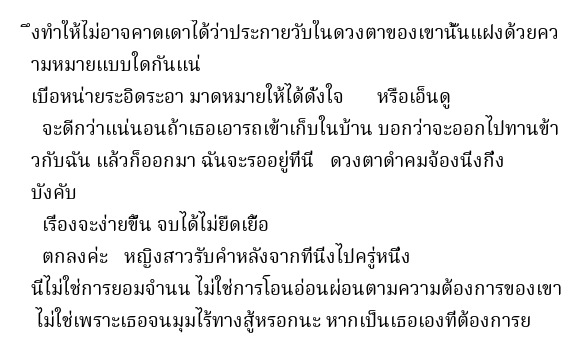 ึงทำให้ไม่อาจคาดเดาได้ว่าประกายวับในดวงตาของเขานั้นแฝงด้วยคว
ามหมายแบบใดกันแน่
เบื่อหน่ายระอิดระอา มาดหมายให้ได้ดั่งใจ หรือเอ็นดู
จะดีกว่าแน่นอนถ้าเธอเอารถเข้าเก็บในบ้าน บอกว่าจะออกไปทานข้า
วกับฉัน แล้วก็ออกมา ฉันจะรออยู่ที่นี่ ดวงตาดำคมจ้องนิ่งกึ่ง
บังคับ
เรื่องจะง่ายขึ้น จบได้ไม่ยืดเยื้อ
ตกลงค่ะ หญิงสาวรับคำหลังจากที่นิ่งไปครู่หนึ่ง
นี่ไม่ใช่การยอมจำนน ไม่ใช่การโอนอ่อนผ่อนตามความต้องการของเขา
ไม่ใช่เพราะเธอจนมุมไร้ทางสู้หรอกนะ หากเป็นเธอเองที่ต้องการย